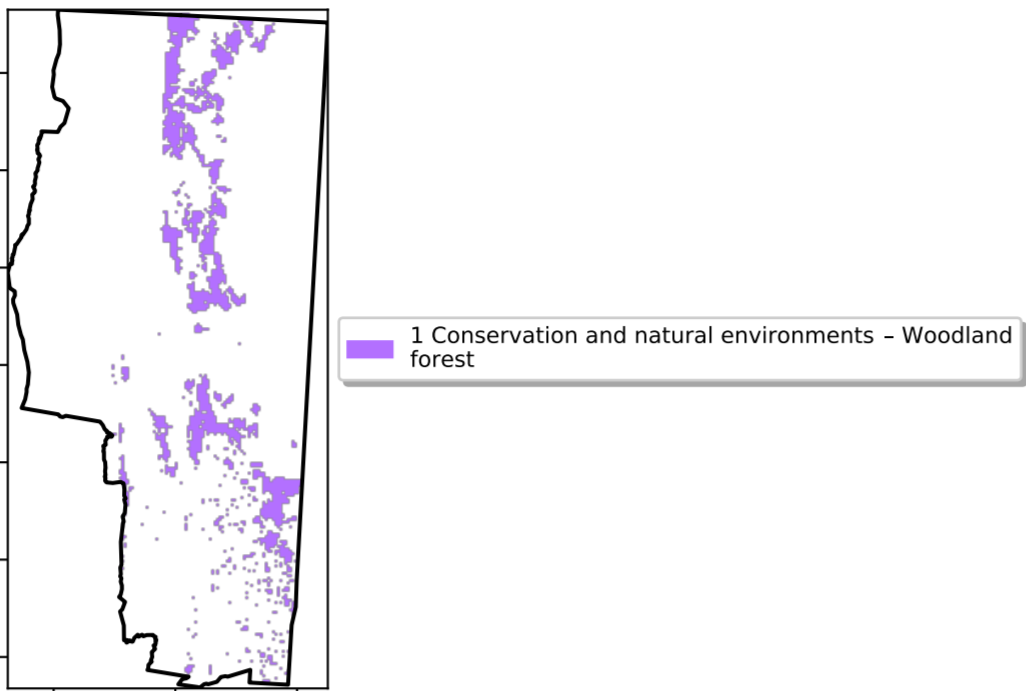 1 Conservation and natural environments – Woodland
forest